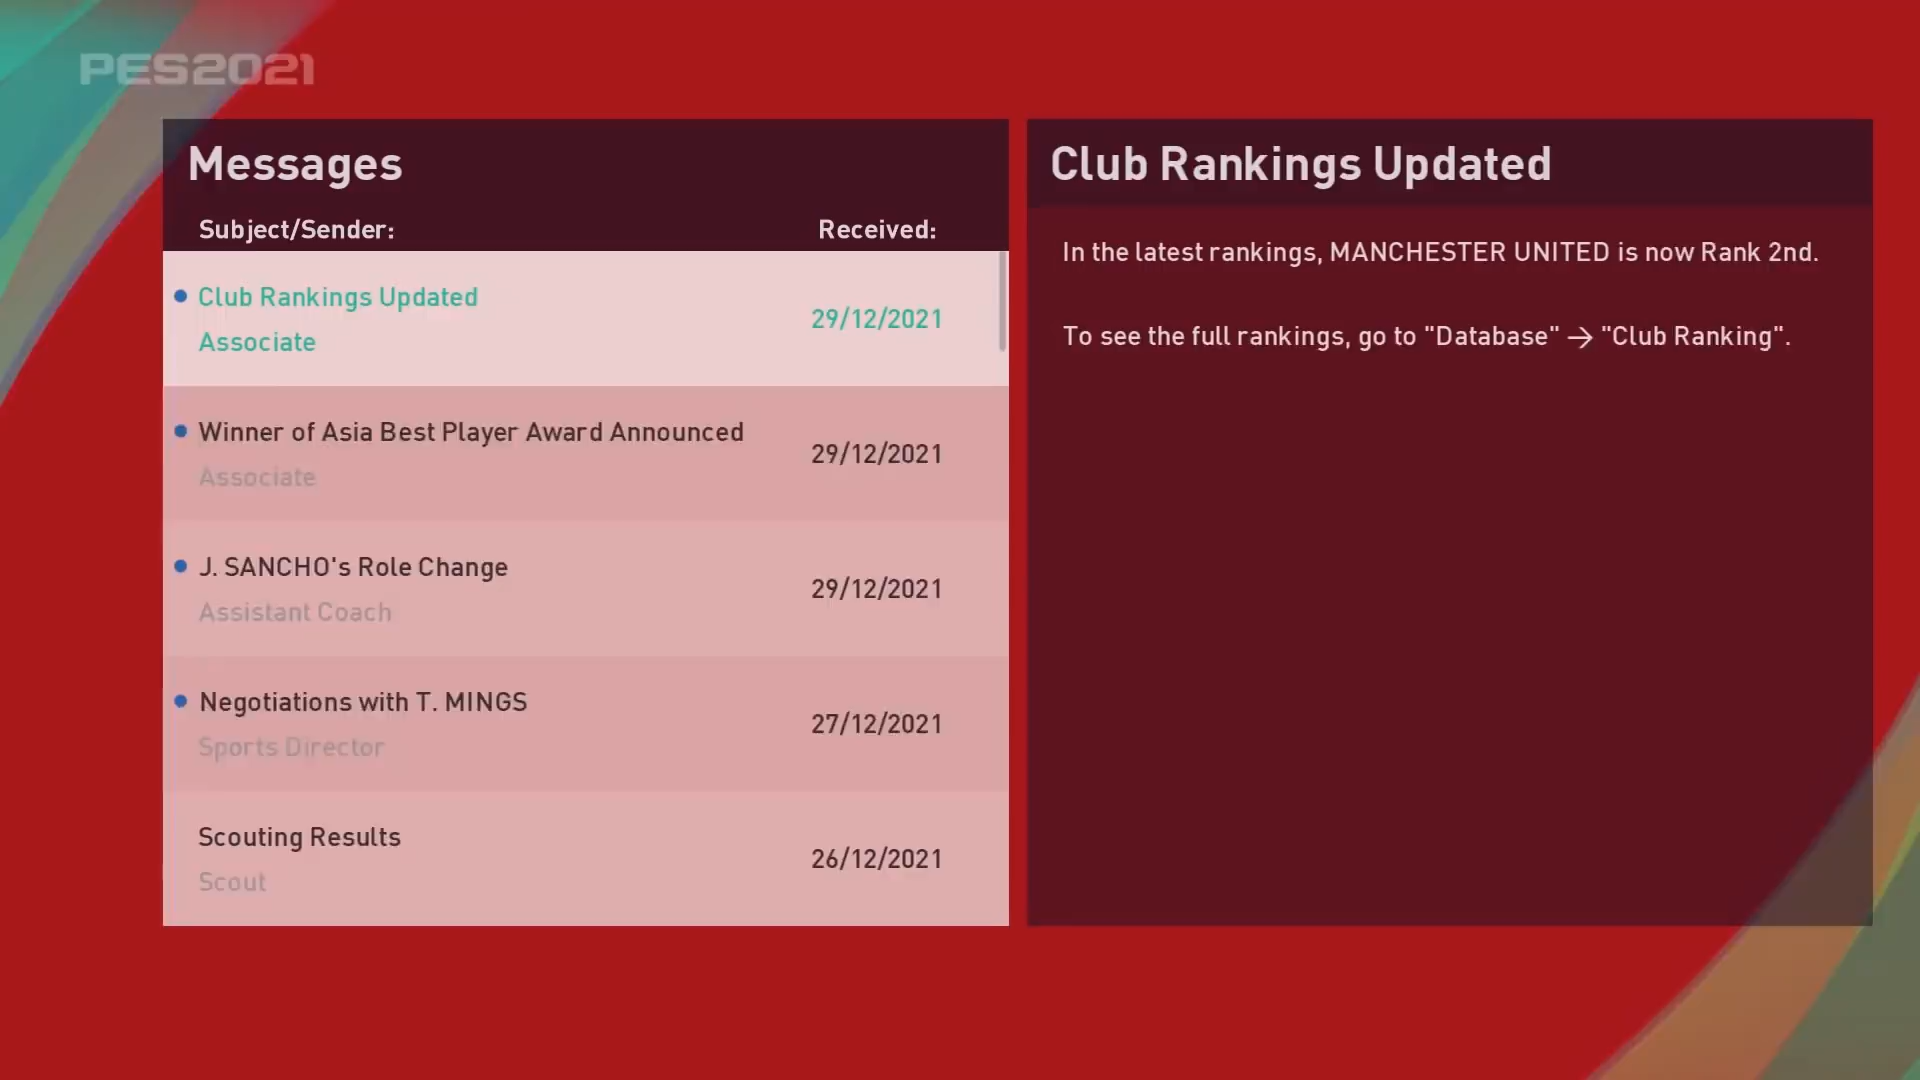 PES2021
Messages
Subject/Sender: Received:
Club Rankings Updated
Associate
29/12/2021
Winner of Asia Best Player Award Announced
Associate
29/12/2021
J. SANCHO's Role Change
Assistant Coach
29/12/2021
Negotiations with T. MINGS
Sports Director
27/12/2021
Scouting Results
Scout
26/12/2021
Club Rankings Updated
In the latest rankings, MANCHESTER UNITED is now Rank 2nd.
To see the full rankings, go to "Database" → "Club Ranking".